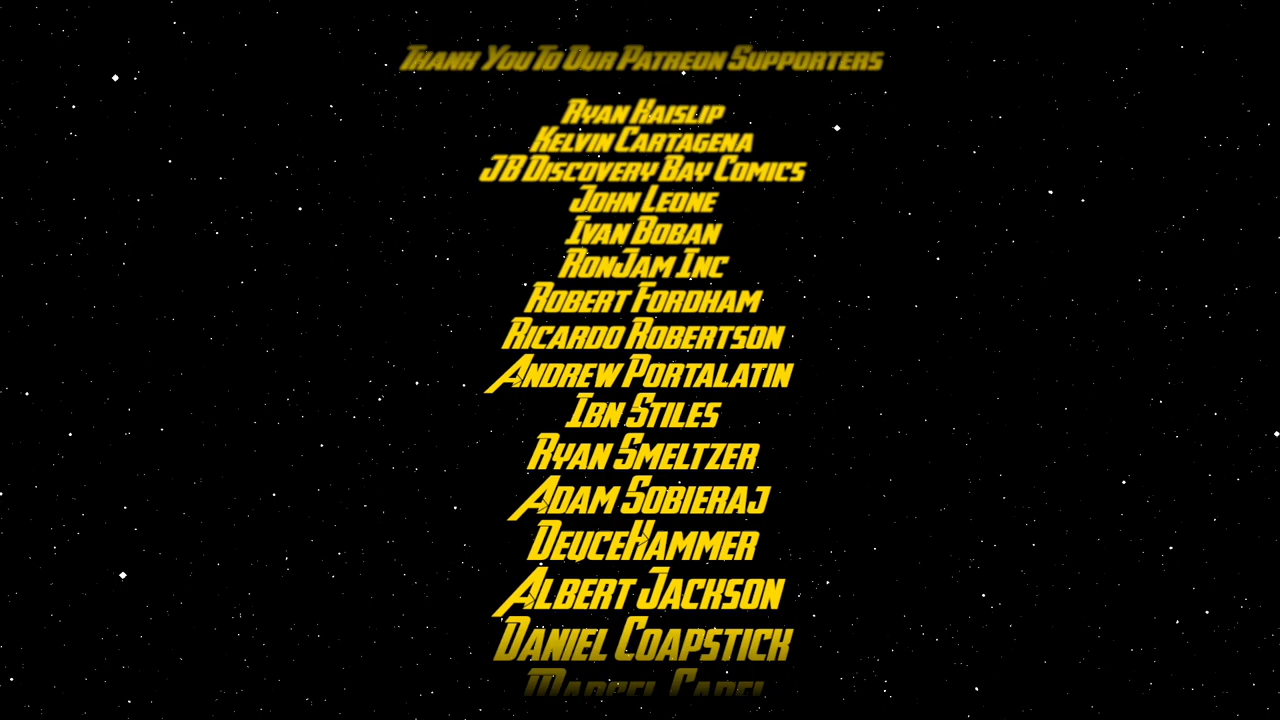 Thank You To Our Patreon Supporters
Ryan Haislip
Kelvin Cartagena
JB Discovery Bay Comics
John Leone
Ivan Boban
RonJam Inc
Robert Fordham
Ricardo Robertson
Andrew Portalatin
Ibn Stiles
Ryan Smeltzer
Adam Sobieraj
DeuceHammer
Albert Jackson
Daniel Coapstick
Marcel